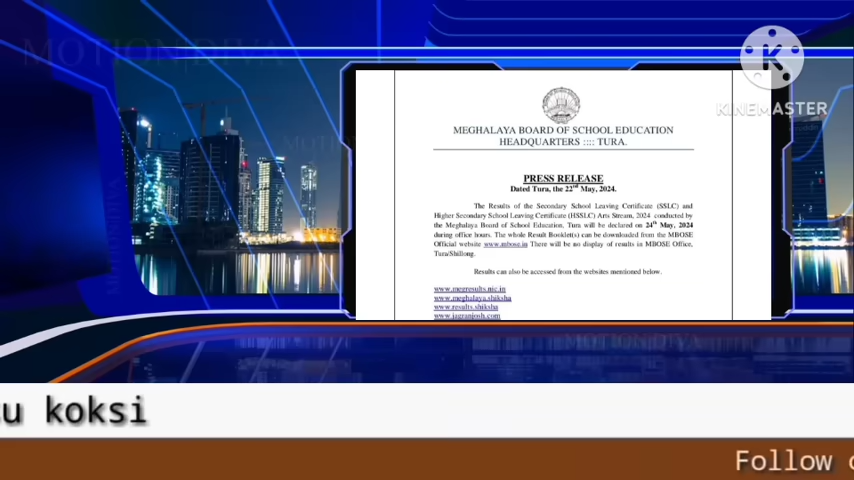 MOTION DIVA
KINEMASTER
MEGHALAYA BOARD OF SCHOOL EDUCATION
HEADQUARTERS :::: TURA.
PRESS RELEASE
Dated Tura, the 22nd May, 2024.
The Results of the Secondary School Leaving Certificate (SSLC) and
Higher Secondary School Leaving Certificate (HSSLC) Arts Stream, 2024 conducted by
the Meghalaya Board of School Education, Tura will be declared on 24th May, 2024
during office hours. The whole Result Booklet(s) can be downloaded from the MBOSE
Official website www.mbose.in There will be no display of results in MBOSE Office,
Tura/Shillong.
Results can also be accessed from the websites mentioned below.
www.megresults.nic.in
www.meghalaya.shiksha
www.results.shiksha
www.jagranjosh.com
MOTION DIVA
u koksi
Follow